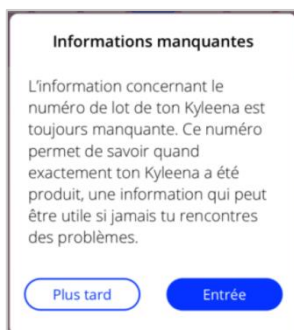 Informations manquantes
L'information concernant le
numéro de lot de ton Kyleena est
toujours manquante. Ce numéro
permet de savoir quand
exactement ton Kyleena a été
produit, une information qui peut
être utile si jamais tu rencontres
des problèmes.
Plus tard
Entrée